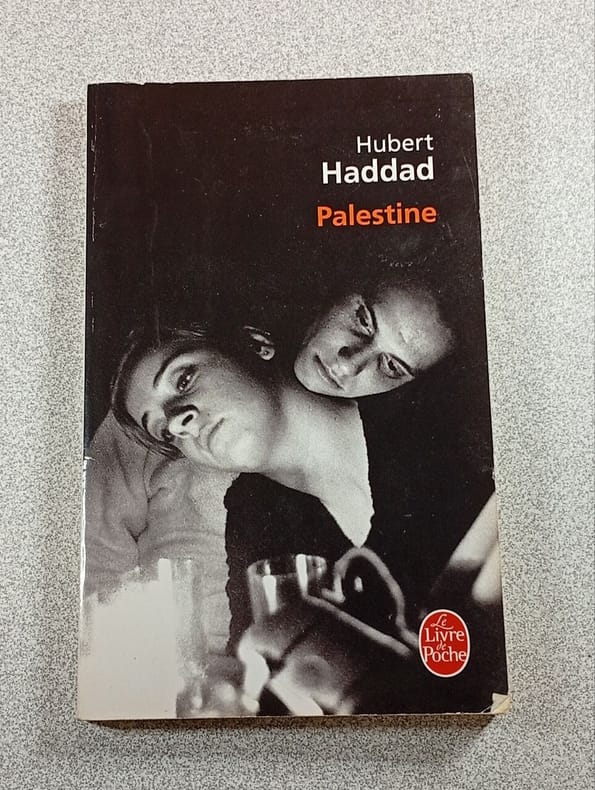 Hubert
Haddad
Palestine
Le
Livre
de
Poche